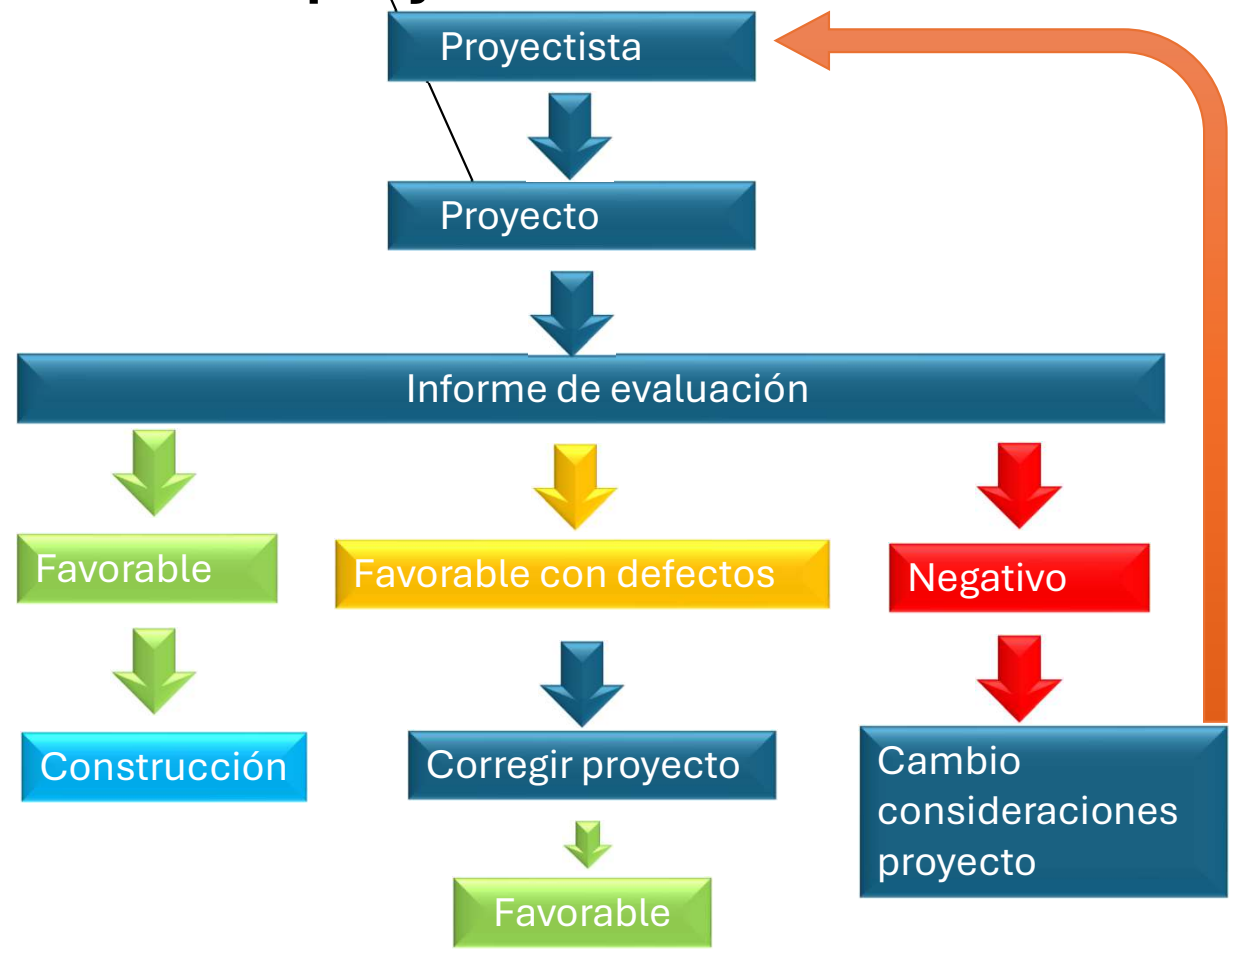 Proyectista
Proyecto
Informe de evaluación
Favorable
Favorable con defectos
Negativo
Construcción
Corregir proyecto
Cambio
consideraciones
proyecto
Favorable